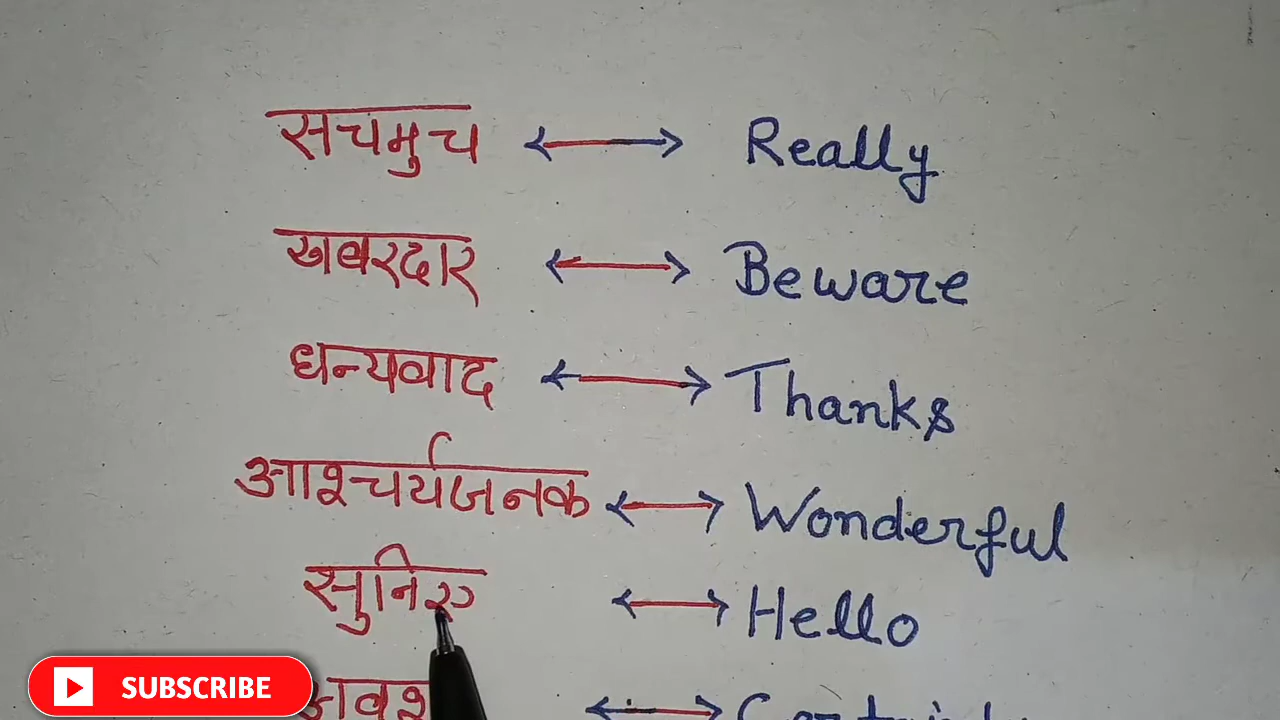 सचमुच ↔ Really
खबरदार ↔ Beware
धन्यवाद ↔ Thanks
आश्चर्यजनक ↔ Wonderful
सुनिए ↔ Hello
SUBSCRIBE